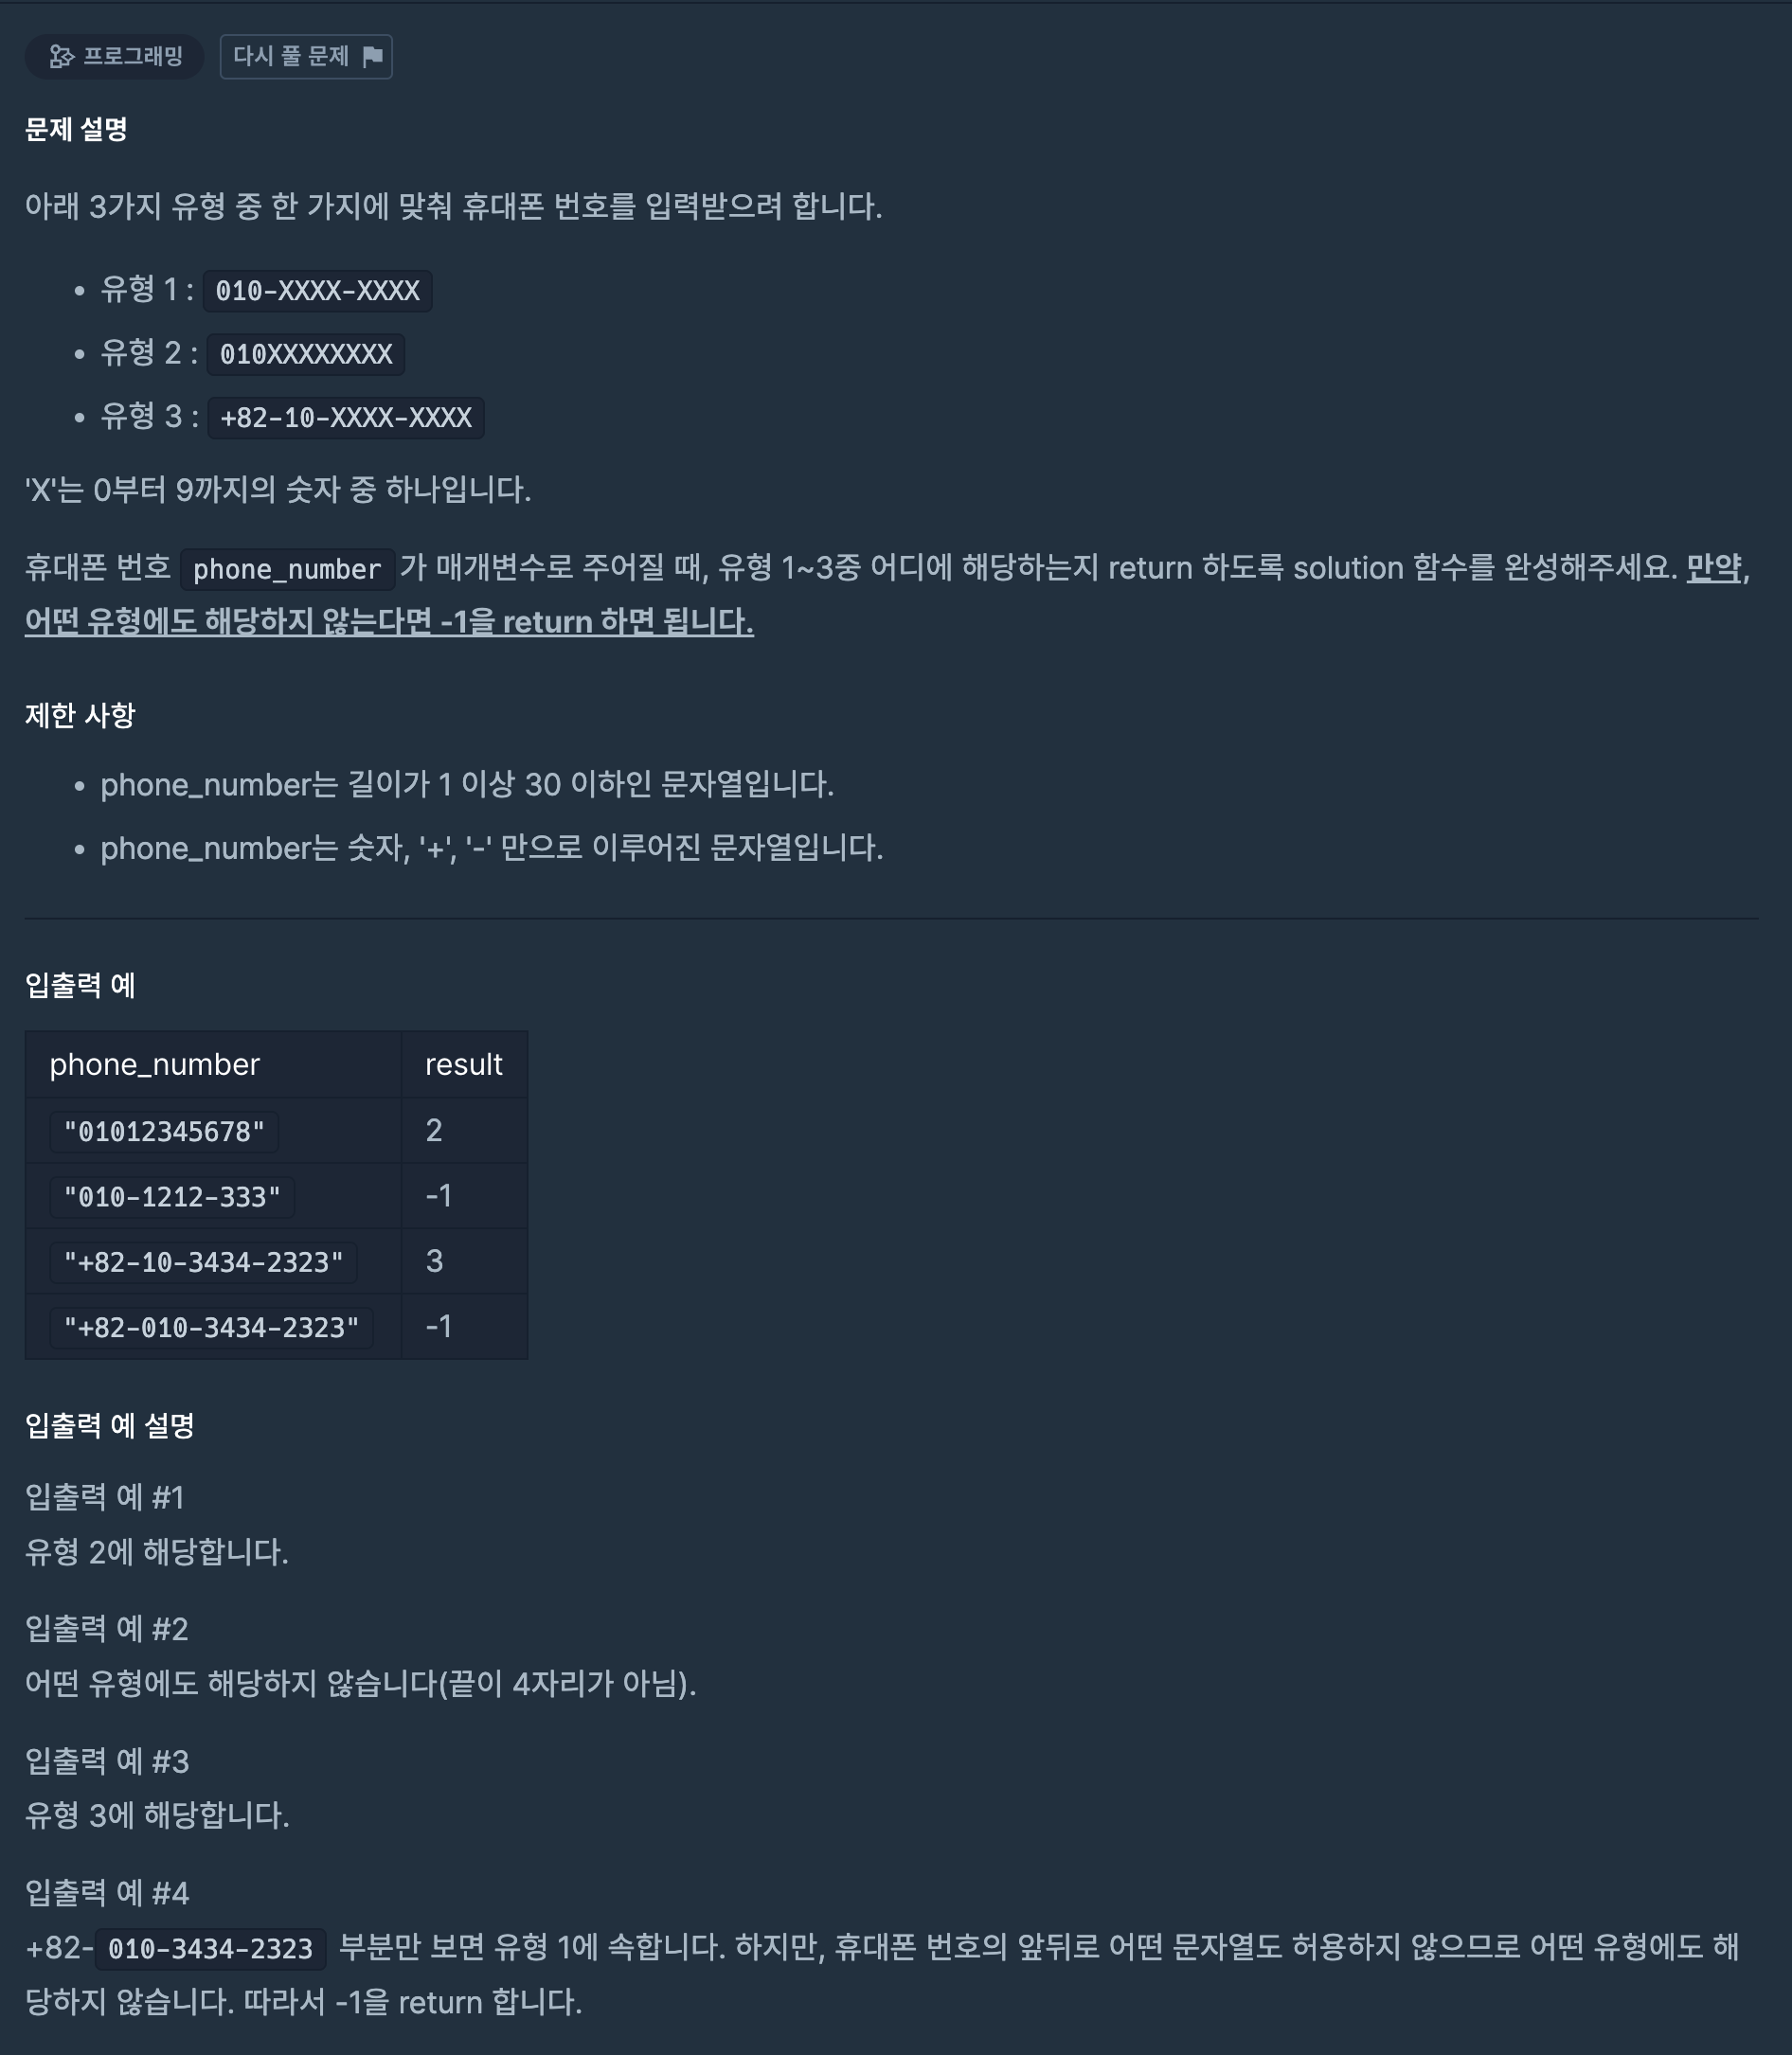 프로그래밍 다시 풀 문제
문제 설명
아래 3가지 유형 중 한 가지에 맞춰 휴대폰 번호를 입력받으려 합니다.
• 유형 1 : 010-XXXX-XXXX
• 유형 2 : 010XXXXXXXX
• 유형 3 : +82-10-XXXX-XXXX
'X'는 0부터 9까지의 숫자 중 하나입니다.
휴대폰 번호 phone_number가 매개변수로 주어질 때, 유형 1~3중 어디에 해당하는지 return 하도록 solution 함수를 완성해주세요. 만약,
어떤 유형에도 해당하지 않는다면 -1을 return 하면 됩니다.
제한 사항
• phone_number는 길이가 1 이상 30 이하인 문자열입니다.
• phone_number는 숫자, '+', '-' 만으로 이루어진 문자열입니다.
입출력 예
phone_number result
"01012345678" 2
"010-1212-333" -1
"+82-10-3434-2323" 3
"+82-010-3434-2323" -1
입출력 예 설명
입출력 예 #1
유형 2에 해당합니다.
입출력 예 #2
어떤 유형에도 해당하지 않습니다(끝이 4자리가 아님).
입출력 예 #3
유형 3에 해당합니다.
입출력 예 #4
+82-010-3434-2323 부분만 보면 유형 1에 속합니다. 하지만, 휴대폰 번호의 앞뒤로 어떤 문자열도 허용하지 않으므로 어떤 유형에도 해
당하지 않습니다. 따라서 -1을 return 합니다.